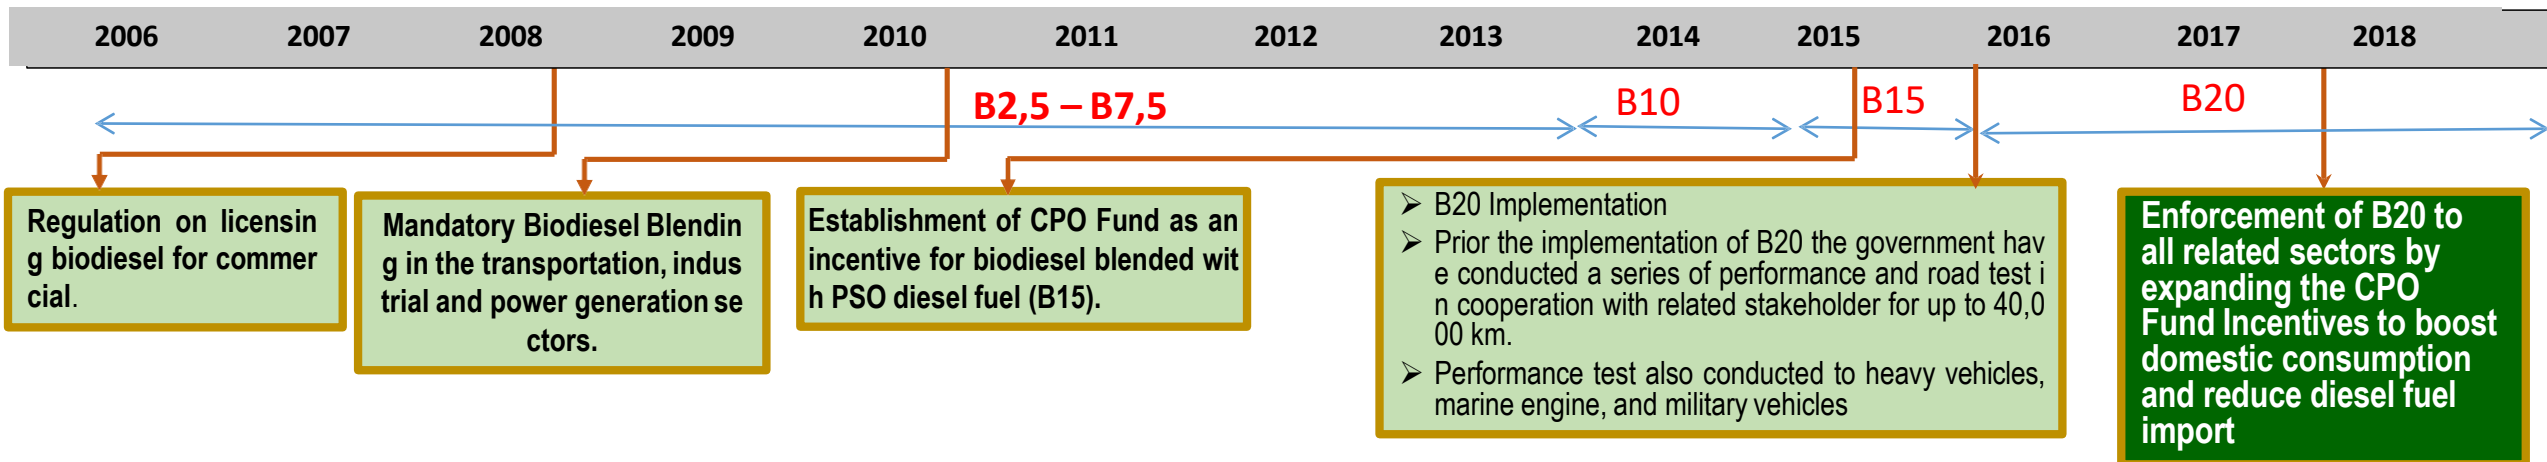 2006 2007 2008 2009 2010 2011 2012 2013 2014 2015 2016 2017 2018
B2,5 – B7,5 B10 B15 B20
Regulation on licensin
g biodiesel for commer
cial.
Mandatory Biodiesel Blendin
g in the transportation, indus
trial and power generation se
ctors.
Establishment of CPO Fund as an
incentive for biodiesel blended wit
h PSO diesel fuel (B15).
➢ B20 Implementation
➢ Prior the implementation of B20 the government hav
e conducted a series of performance and road test i
n cooperation with related stakeholder for up to 40,0
00 km.
➢ Performance test also conducted to heavy vehicles,
marine engine, and military vehicles
Enforcement of B20 to
all related sectors by
expanding the CPO
Fund Incentives to boost
domestic consumption
and reduce diesel fuel
import